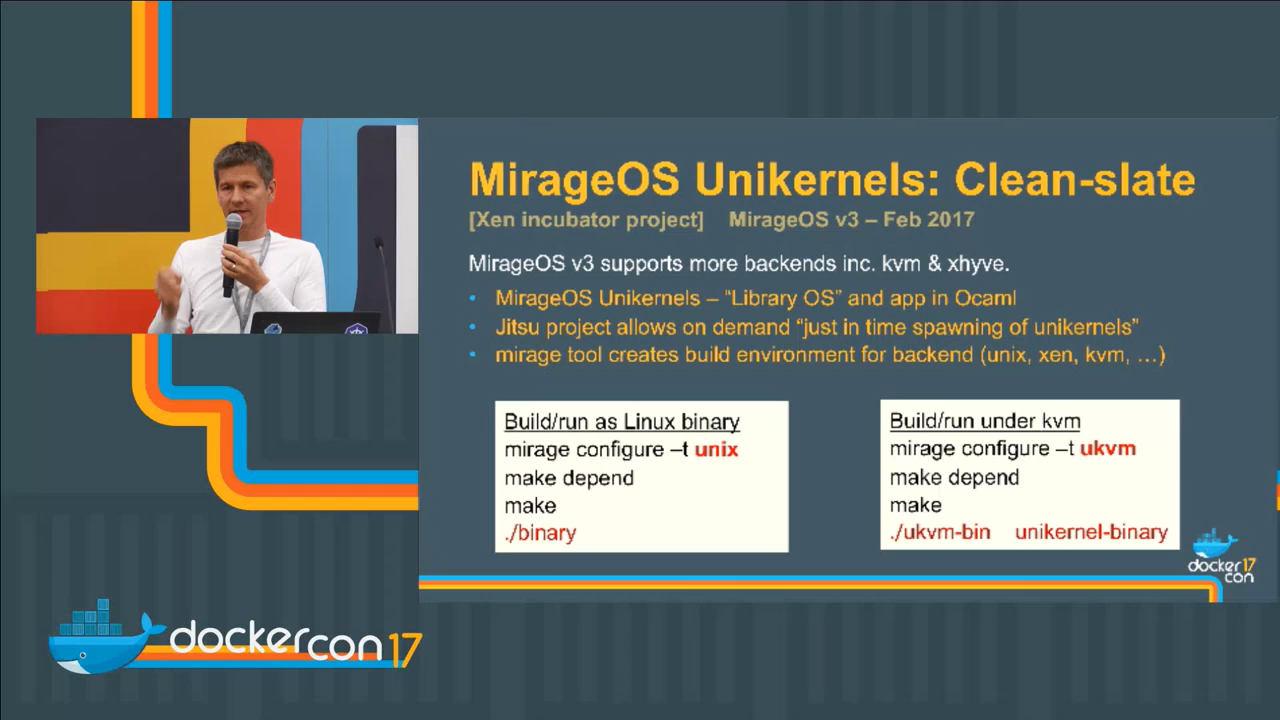 MirageOS Unikernels: Clean-slate
[Xen incubator project] MirageOS v3 – Feb 2017
MirageOS v3 supports more backends inc. kvm & xhyve.
• MirageOS Unikernels – “Library OS” and app in Ocaml
• Jitsu project allows on demand “just in time spawning of unikernels”
• mirage tool creates build environment for backend (unix, xen, kvm, …)
Build/run as Linux binary
mirage configure –t unix
make depend
make
./binary
Build/run under kvm
mirage configure –t ukvm
make depend
make
./ukvm-bin unikernel-binary
docker 17
con
dockercon 17